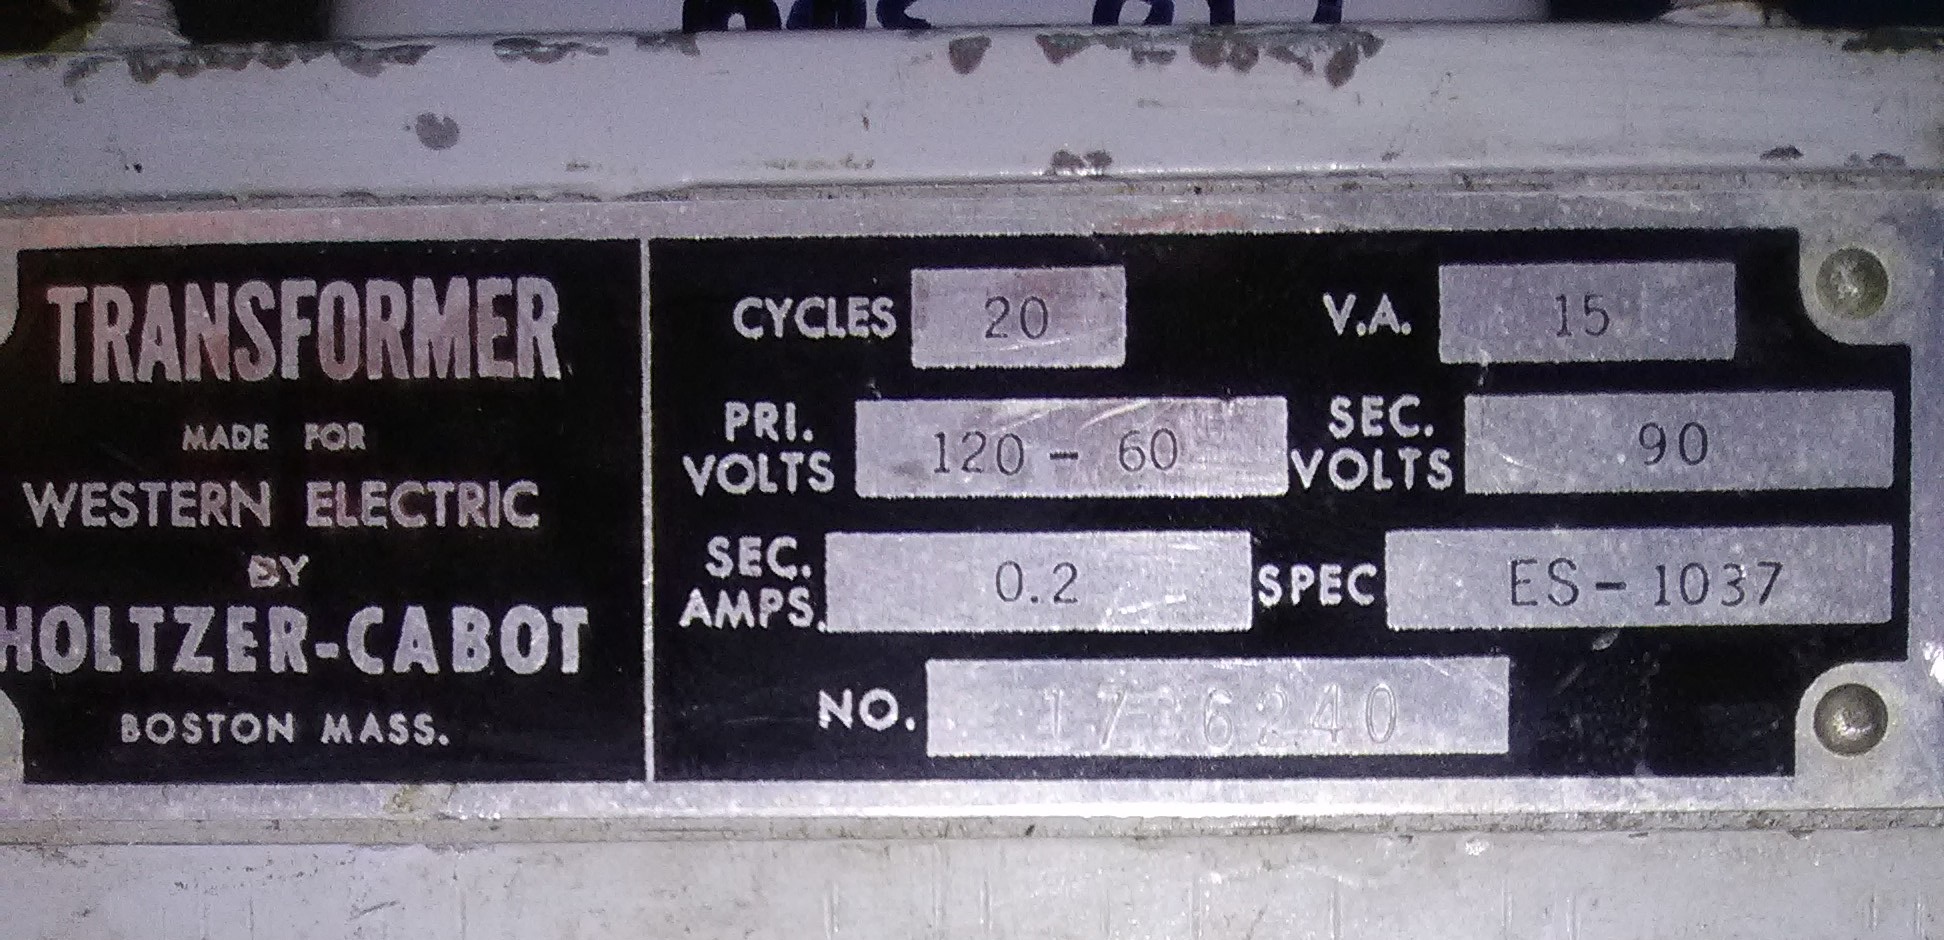 TRANSFORMER
MADE FOR
WESTERN ELECTRIC
BY
HOLTZER-CABOT
BOSTON MASS.
CYCLES 20 V.A. 15
PRI. VOLTS 120 - 60 SEC. VOLTS 90
SEC. AMPS. 0.2 SPEC ES-1037
NO.